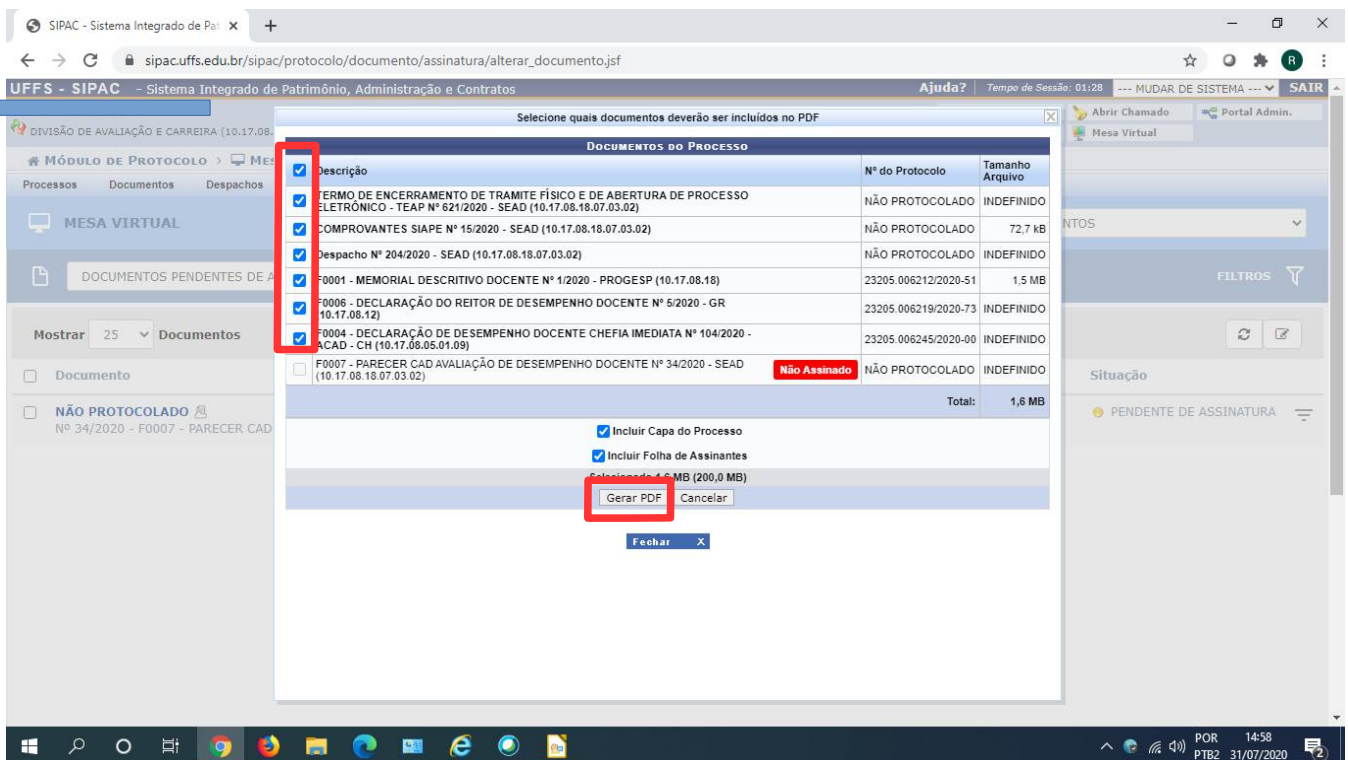 SIPAC - Sistema Integrado de Pat
sipac.uffs.edu.br/sipac/protocolo/documento/assinatura/alterar_documento.jsf
R
UFFS - SIPAC - Sistema Integrado de Patrimônio, Administração e Contratos
Ajuda? Tempo de Sessão: 01:28 --- MUDAR DE SISTEMA --- SAIR
Selecione quais documentos deverão ser incluídos no PDF
Abrir Chamado Portal Admin.
DIVISÃO DE AVALIAÇÃO E CARREIRA (10.17.08.
Mesa Virtual
DOCUMENTOS DO PROCESSO
MÓDULO DE PROTOCOLO > MES
Descrição Nº do Protocolo Tamanho Arquivo
Processos Documentos Despachos
TERMO DE ENCERRAMENTO DE TRAMITE FÍSICO E DE ABERTURA DE PROCESSO
ELETRÔNICO - TEAP Nº 621/2020 - SEAD (10.17.08.18.07.03.02)
NÃO PROTOCOLADO INDEFINIDO
MESA VIRTUAL
COMPROVANTES SIAPE Nº 15/2020 - SEAD (10.17.08.18.07.03.02) NÃO PROTOCOLADO 72,7 kB
NTOS
Despacho Nº 204/2020 - SEAD (10.17.08.18.07.03.02) NÃO PROTOCOLADO INDEFINIDO
DOCUMENTOS PENDENTES DE A
F0001 - MEMORIAL DESCRITIVO DOCENTE Nº 1/2020 - PROGESP (10.17.08.18) 23205.006212/2020-51 1,5 MB
FILTROS
F0006 - DECLARAÇÃO DO REITOR DE DESEMPENHO DOCENTE Nº 5/2020 - GR
(10.17.08.12)
23205.006219/2020-73 INDEFINIDO
Mostrar 25 Documentos
F0004 - DECLARAÇÃO DE DESEMPENHO DOCENTE CHEFIA IMEDIATA Nº 104/2020 -
ACAD - CH (10.17.08.05.01.09)
23205.006245/2020-00 INDEFINIDO
F0007 - PARECER CAD AVALIAÇÃO DE DESEMPENHO DOCENTE Nº 34/2020 - SEAD
(10.17.08.18.07.03.02)
Não Assinado NÃO PROTOCOLADO INDEFINIDO
Documento
Situação
Total: 1,6 MB
NÃO PROTOCOLADO
Nº 34/2020 - F0007 - PARECER CAD
PENDENTE DE ASSINATURA
Incluir Capa do Processo
Incluir Folha de Assinantes
Selecionado 1,6 MB (200,0 MB)
Gerar PDF Cancelar
Fechar X
POR 14:58
PTB2 31/07/2020
2